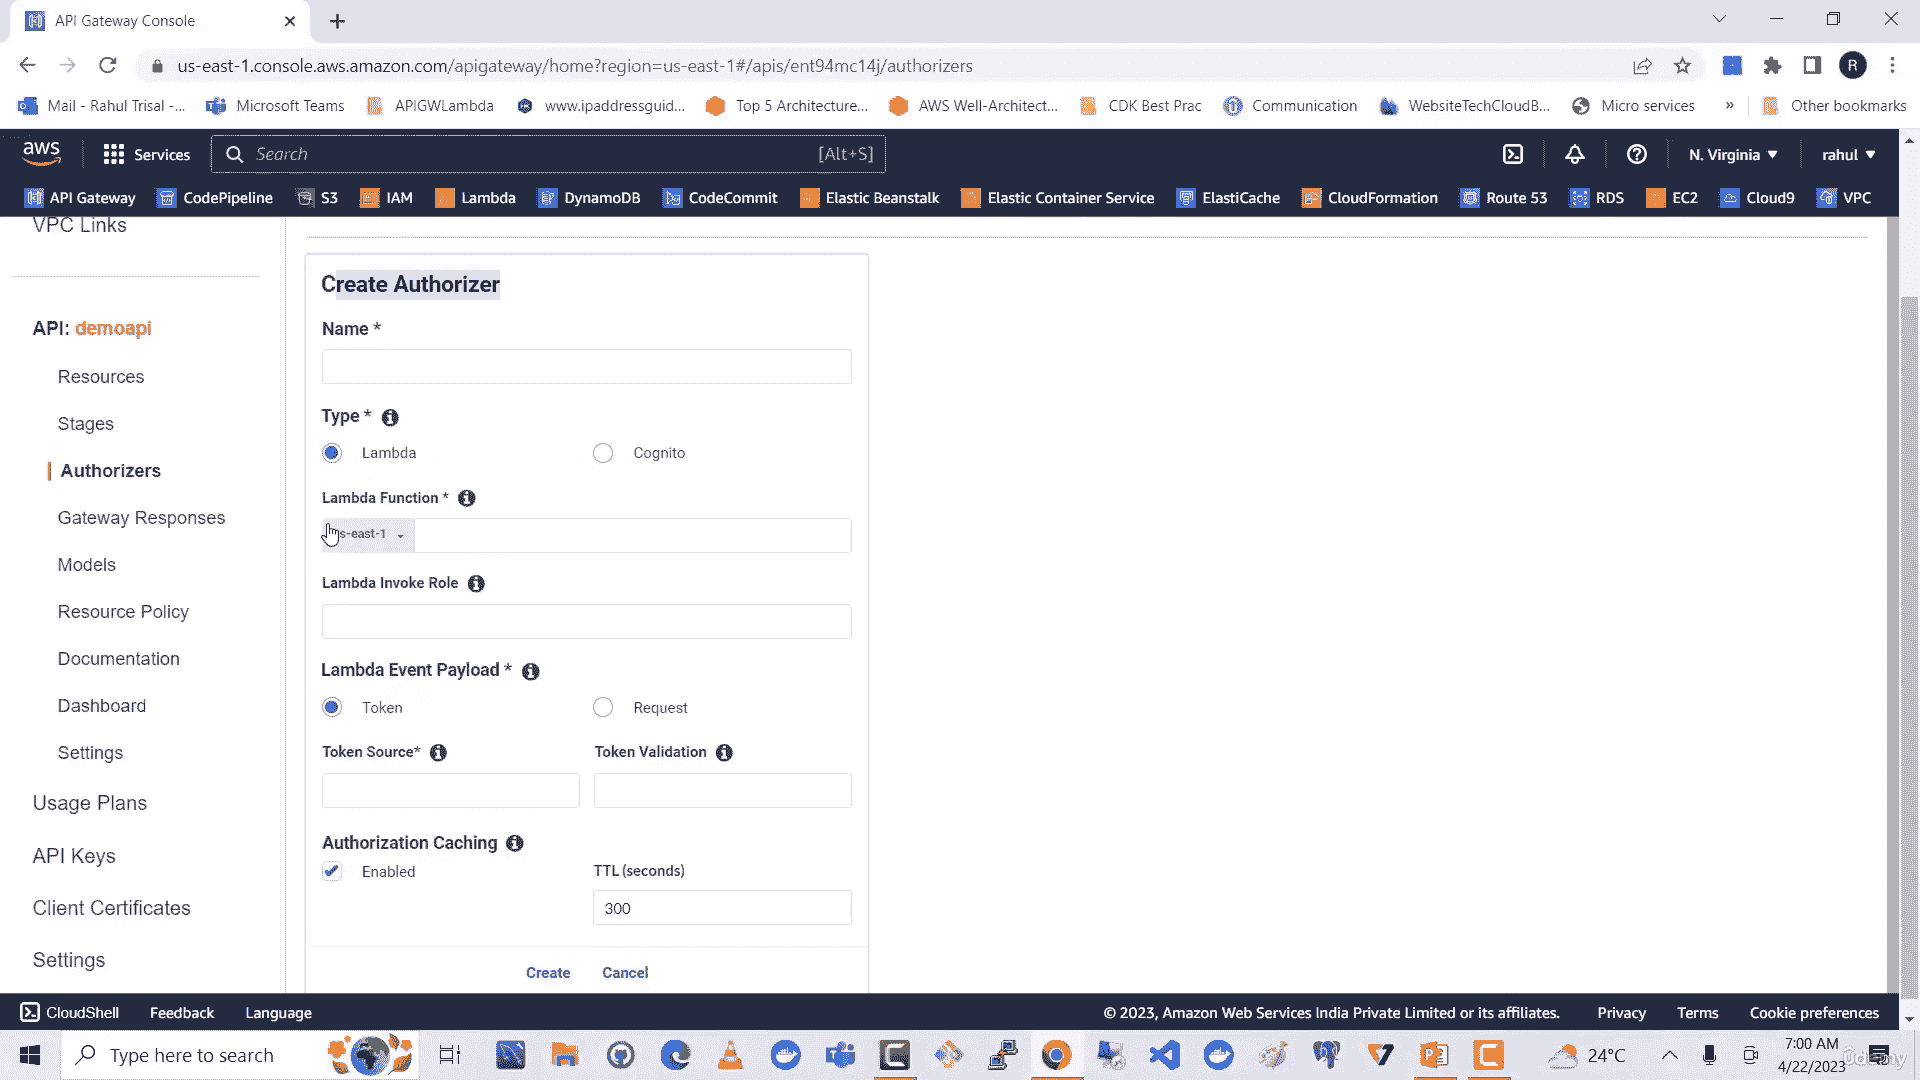 API Gateway Console
us-east-1.console.aws.amazon.com/apigateway/home?region=us-east-1#/apis/ent94mc14j/authorizers
R
Mail - Rahul Trisal -... Microsoft Teams APIGWLambda www.ipaddressguid... Top 5 Architecture... AWS Well-Architect... CDK Best Prac Communication WebsiteTechCloudB... Micro services » Other bookmarks
aws Services Search [Alt+S] N. Virginia rahul
API Gateway CodePipeline S3 IAM Lambda DynamoDB CodeCommit Elastic Beanstalk Elastic Container Service ElastiCache CloudFormation Route 53 RDS EC2 Cloud9 VPC
VPC Links
API: demoapi
Resources
Stages
Authorizers
Gateway Responses
Models
Resource Policy
Documentation
Dashboard
Settings
Usage Plans
API Keys
Client Certificates
Settings
Create Authorizer
Name *
Type *
Lambda Cognito
Lambda Function *
s-east-1
Lambda Invoke Role
Lambda Event Payload *
Token Request
Token Source* Token Validation
Authorization Caching
Enabled TTL (seconds)
300
Create Cancel
CloudShell Feedback Language © 2023, Amazon Web Services India Private Limited or its affiliates. Privacy Terms Cookie preferences
Type here to search 24°C 7:00 AM
4/22/2023
ûdemy